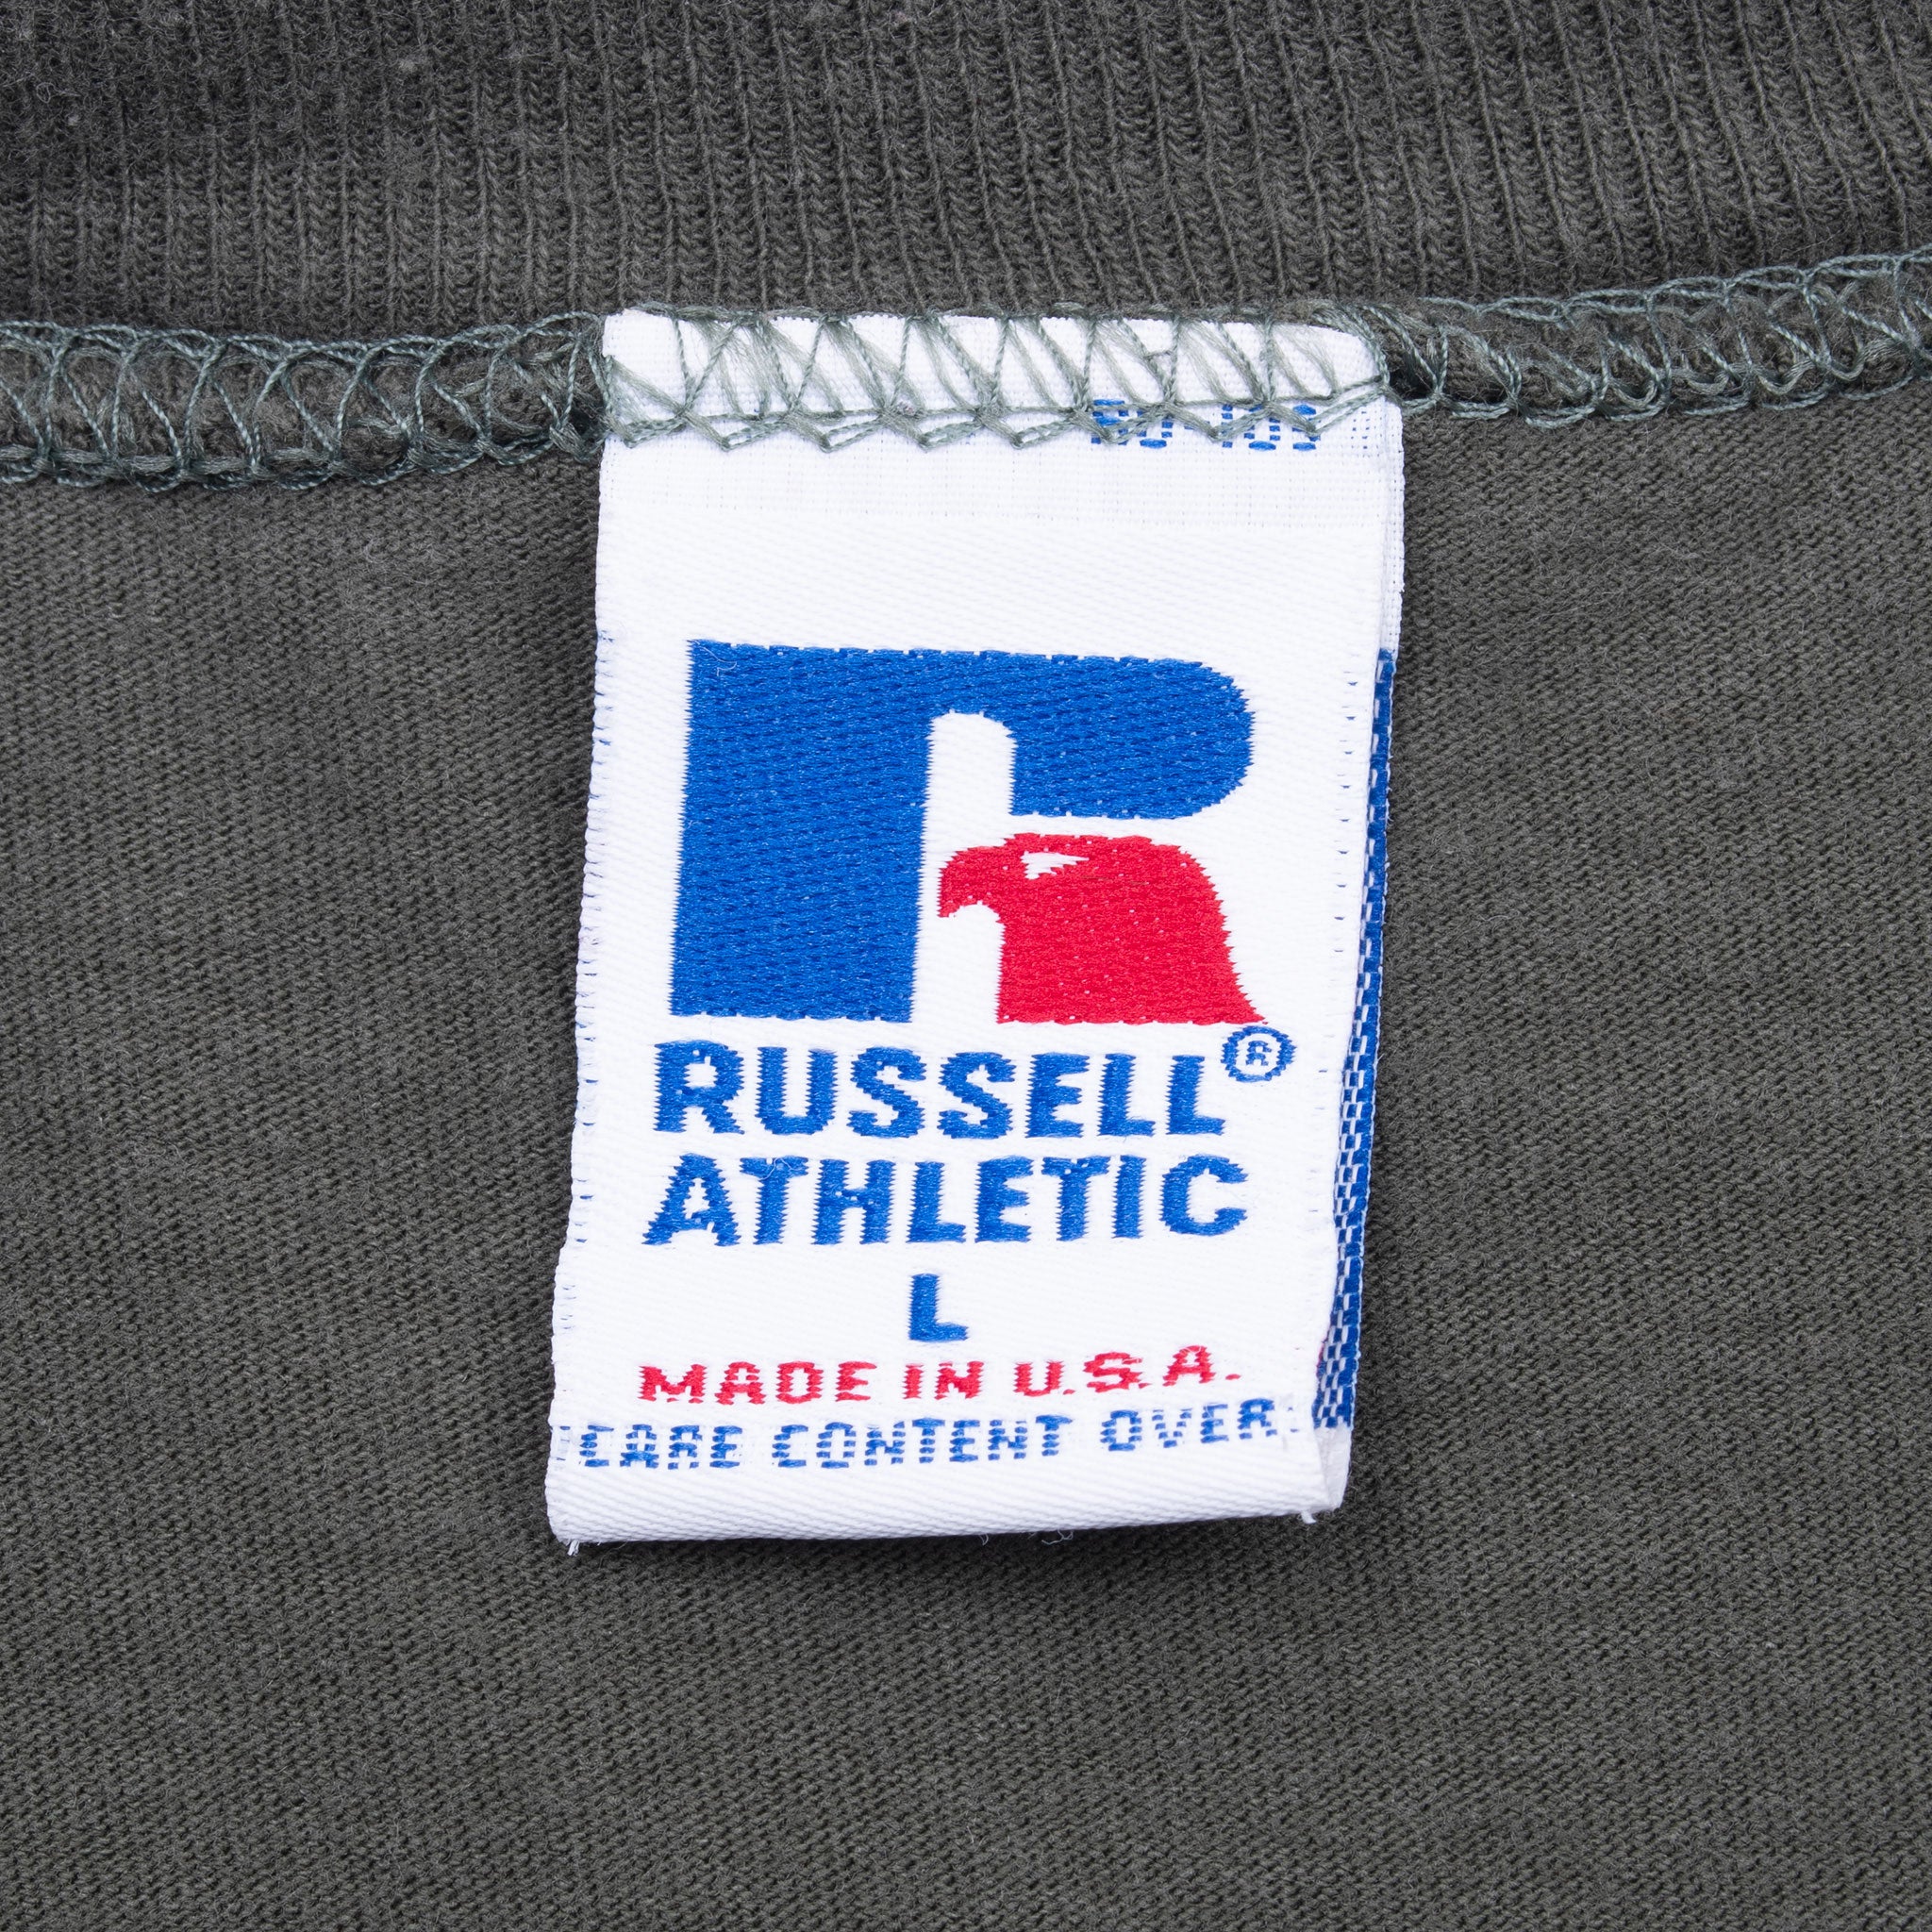 RUSSELL®
ATHLETIC
L
MADE IN U.S.A.
CARE CONTENT OVER